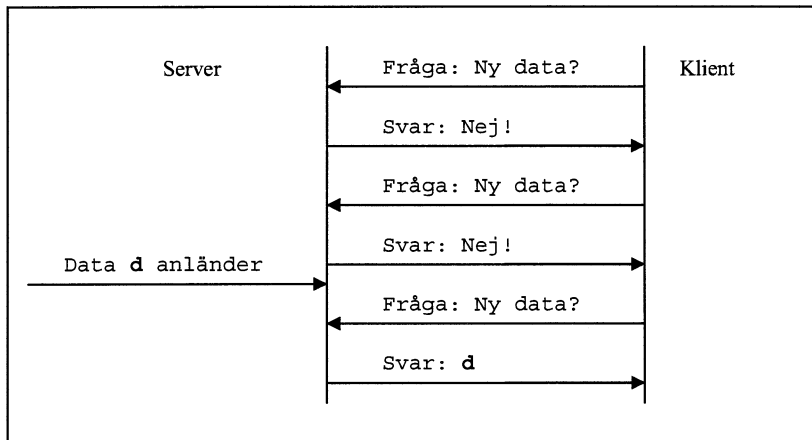 Server
Fråga: Ny data?
Klient
Svar: Nej!
Fråga: Ny data?
Svar: Nej!
Data d anländer
Fråga: Ny data?
Svar: d